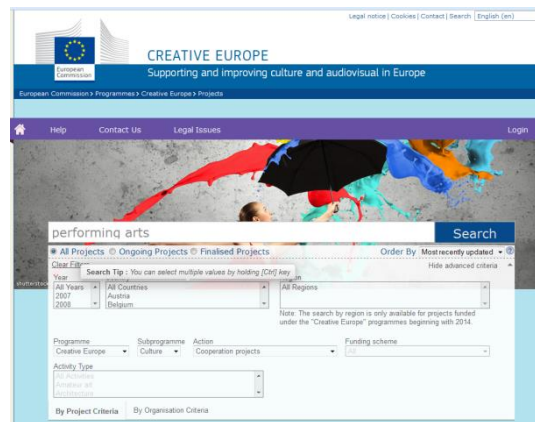 Legal notice | Cookies | Contact | Search English (en)
European
Commission
CREATIVE EUROPE
Supporting and improving culture and audiovisual in Europe
European Commission > Programmes > Creative Europe > Projects
Help Contact Us Legal Issues Login
performing arts Search
All Projects Ongoing Projects Finalised Projects Order By Most recently updated
Clear Filters Hide advanced criteria
Search Tip : You can select multiple values by holding [Ctrl] key
Year Region
All Years All Countries All Regions
2007 Austria
2008 Belgium
Note: The search by region is only available for projects funded
under the "Creative Europe" programmes beginning with 2014.
Programme Subprogramme Action Funding scheme
Creative Europe Culture Cooperation projects All
Activity Type
All Activities
Amateur art
Architecture
By Project Criteria By Organisation Criteria